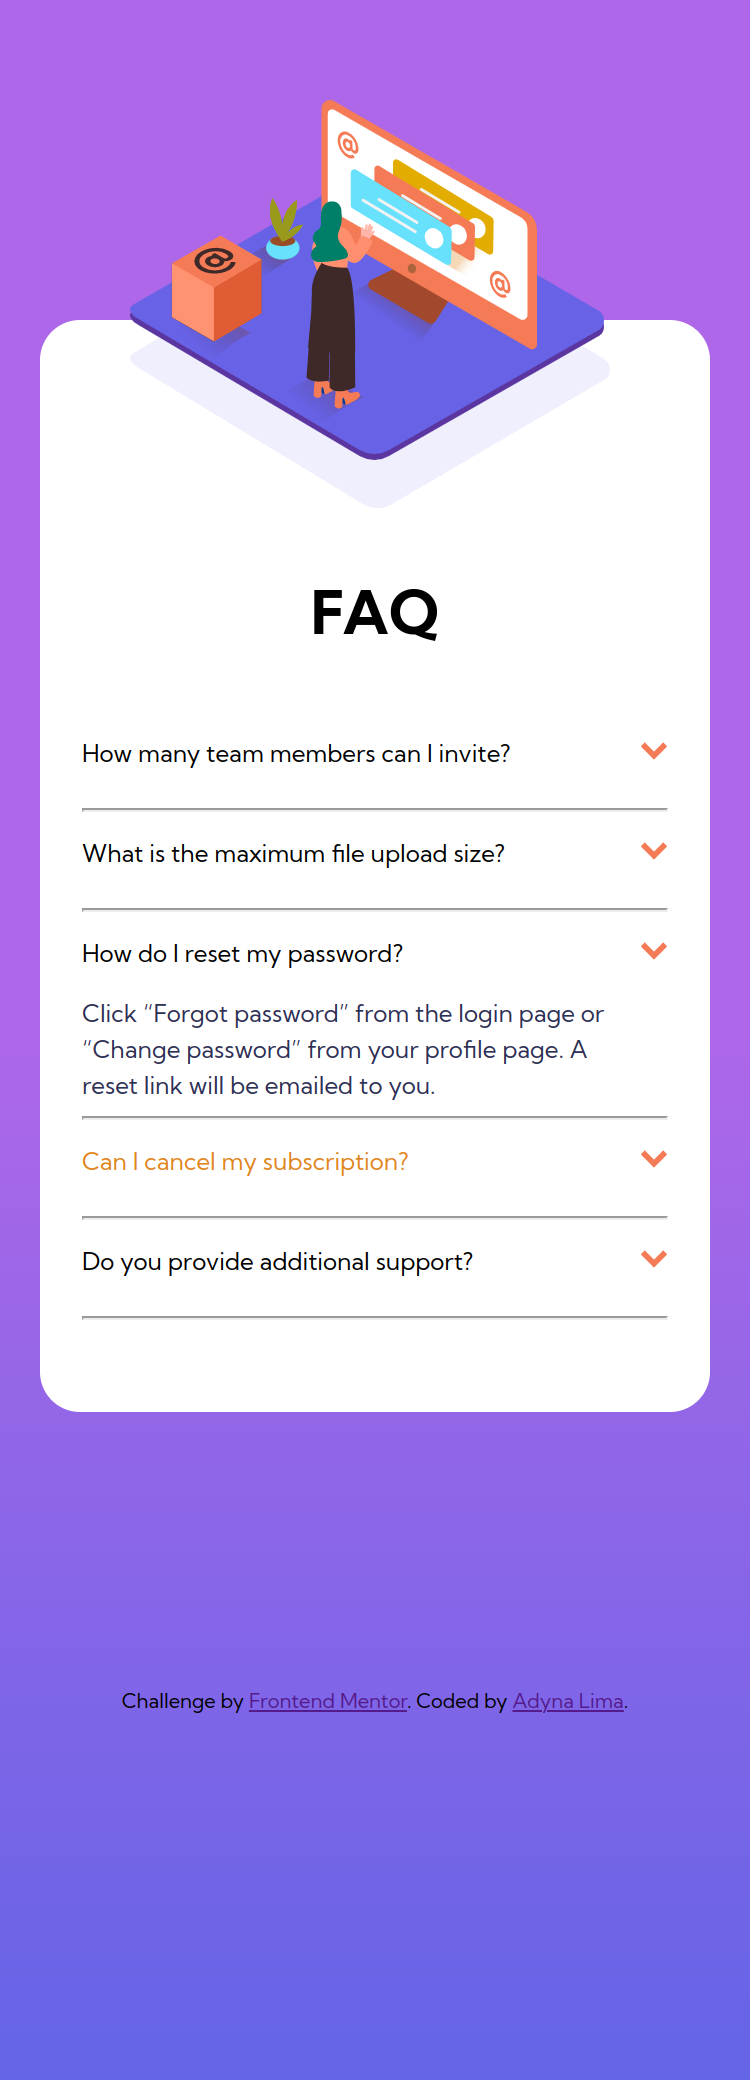 @
@
@
FAQ
How many team members can I invite?
What is the maximum file upload size?
How do I reset my password?
Click “Forgot password” from the login page or
“Change password” from your profile page. A
reset link will be emailed to you.
Can I cancel my subscription?
Do you provide additional support?
Challenge by Frontend Mentor. Coded by Adyna Lima.